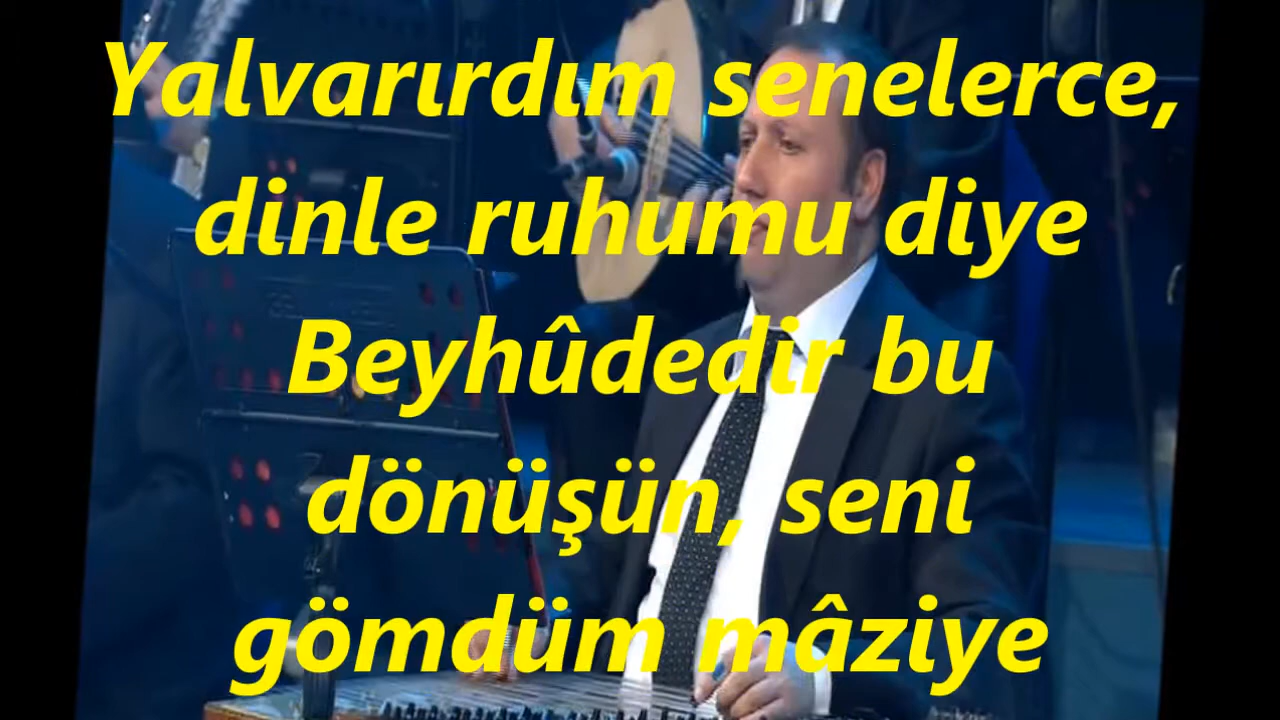 Yalvarırdım senelerce,
dinle ruhumu diye
Beyhûdedir bu
dönüşün, seni
gömdüm mâziye